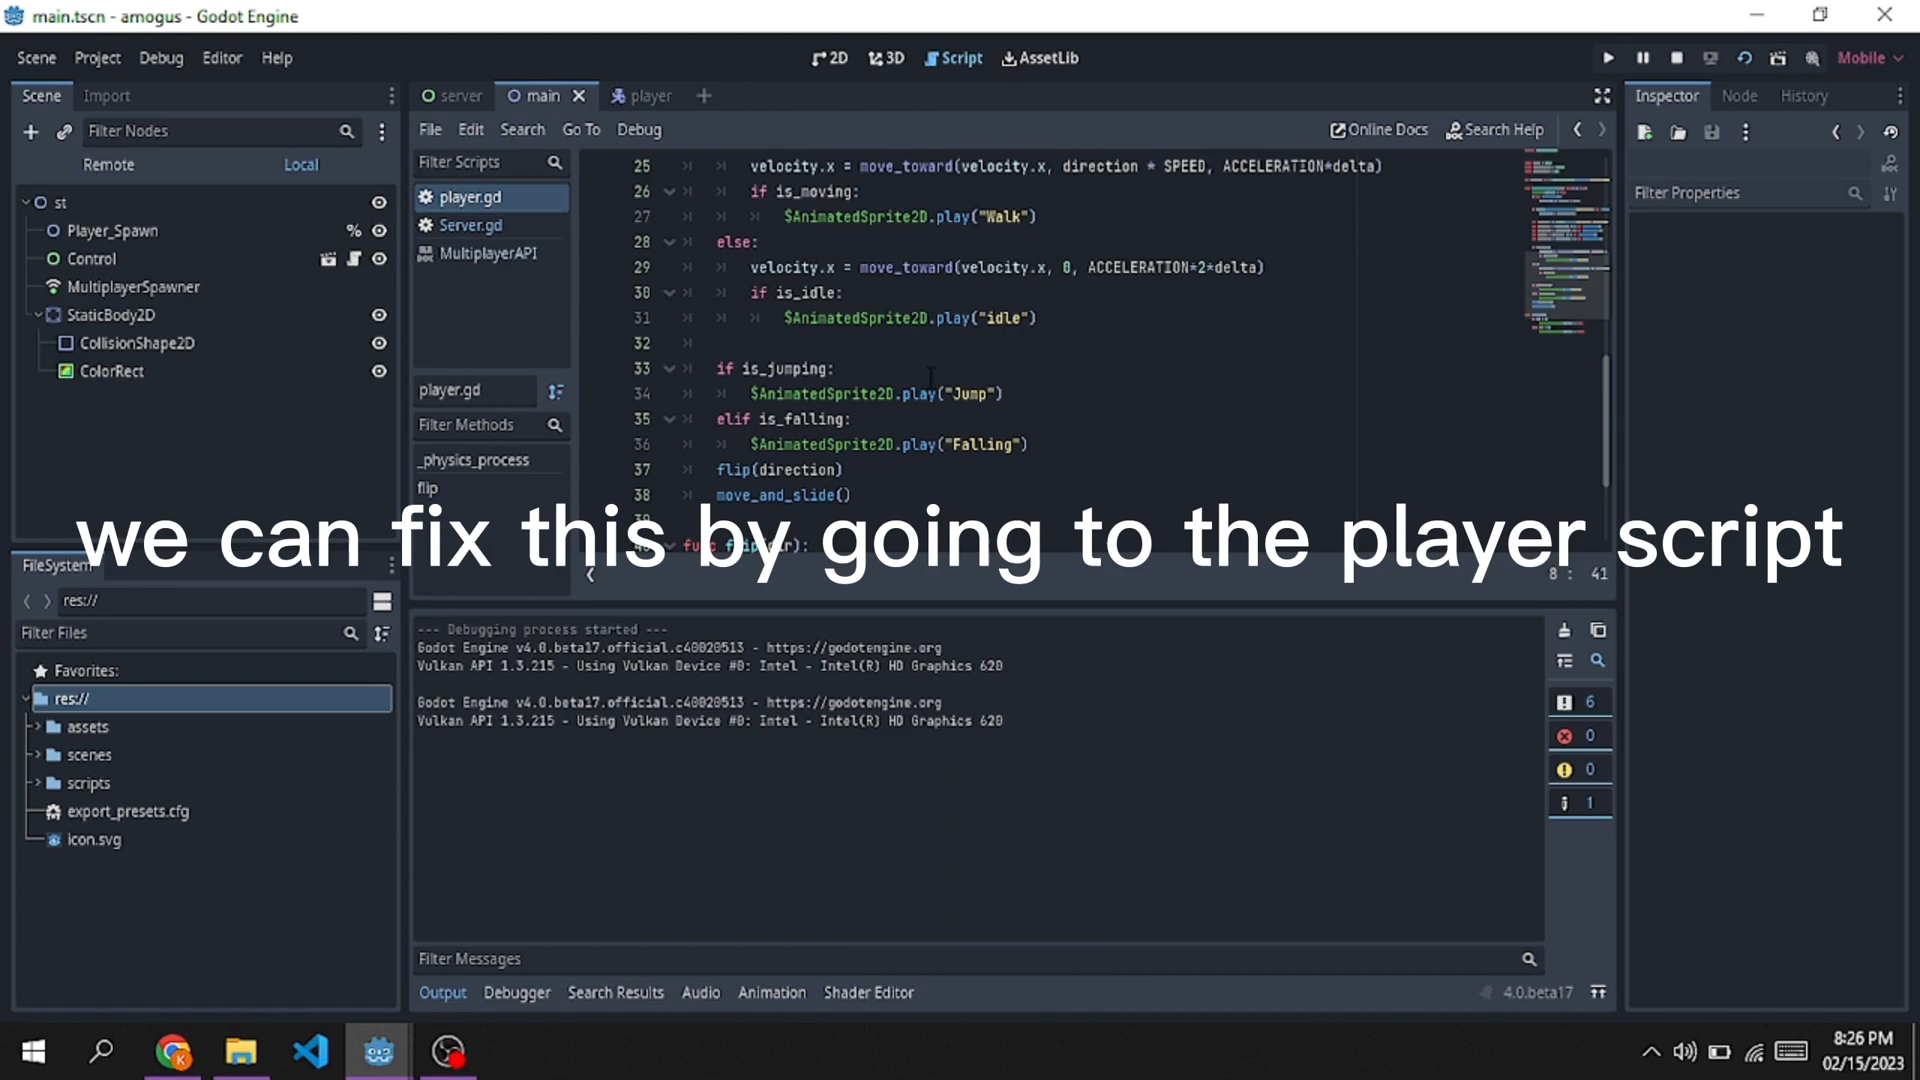 main.tscn - amogus - Godot Engine
Scene Project Debug Editor Help
2D 3D Script AssetLib
Mobile
Scene Import
server main player
Inspector Node History
Filter Nodes
File Edit Search Go To Debug
Online Docs Search Help
Remote Local
Filter Scripts
Filter Properties
st
Player_Spawn
Control
MultiplayerSpawner
StaticBody2D
CollisionShape2D
ColorRect
player.gd
Server.gd
MultiplayerAPI
player.gd
Filter Methods
_physics_process
flip
25 velocity.x = move_toward(velocity.x, direction * SPEED, ACCELERATION*delta)
26 if is_moving:
27 $AnimatedSprite2D.play("Walk")
28 else:
29 velocity.x = move_toward(velocity.x, 0, ACCELERATION*2*delta)
30 if is_idle:
31 $AnimatedSprite2D.play("idle")
32
33 if is_jumping:
34 $AnimatedSprite2D.play("Jump")
35 elif is_falling:
36 $AnimatedSprite2D.play("Falling")
37 flip(direction)
38 move_and_slide()
we can fix this by going to the player script
8 : 41
FileSystem
res://
Filter Files
Favorites:
res://
assets
scenes
scripts
export_presets.cfg
icon.svg
--- Debugging process started ---
Godot Engine v4.0.beta17.official.c40020513 - https://godotengine.org
Vulkan API 1.3.215 - Using Vulkan Device #0: Intel - Intel(R) HD Graphics 620
Godot Engine v4.0.beta17.official.c40020513 - https://godotengine.org
Vulkan API 1.3.215 - Using Vulkan Device #0: Intel - Intel(R) HD Graphics 620
6
0
0
1
Filter Messages
Output Debugger Search Results Audio Animation Shader Editor
4.0.beta17
8:26 PM
02/15/2023